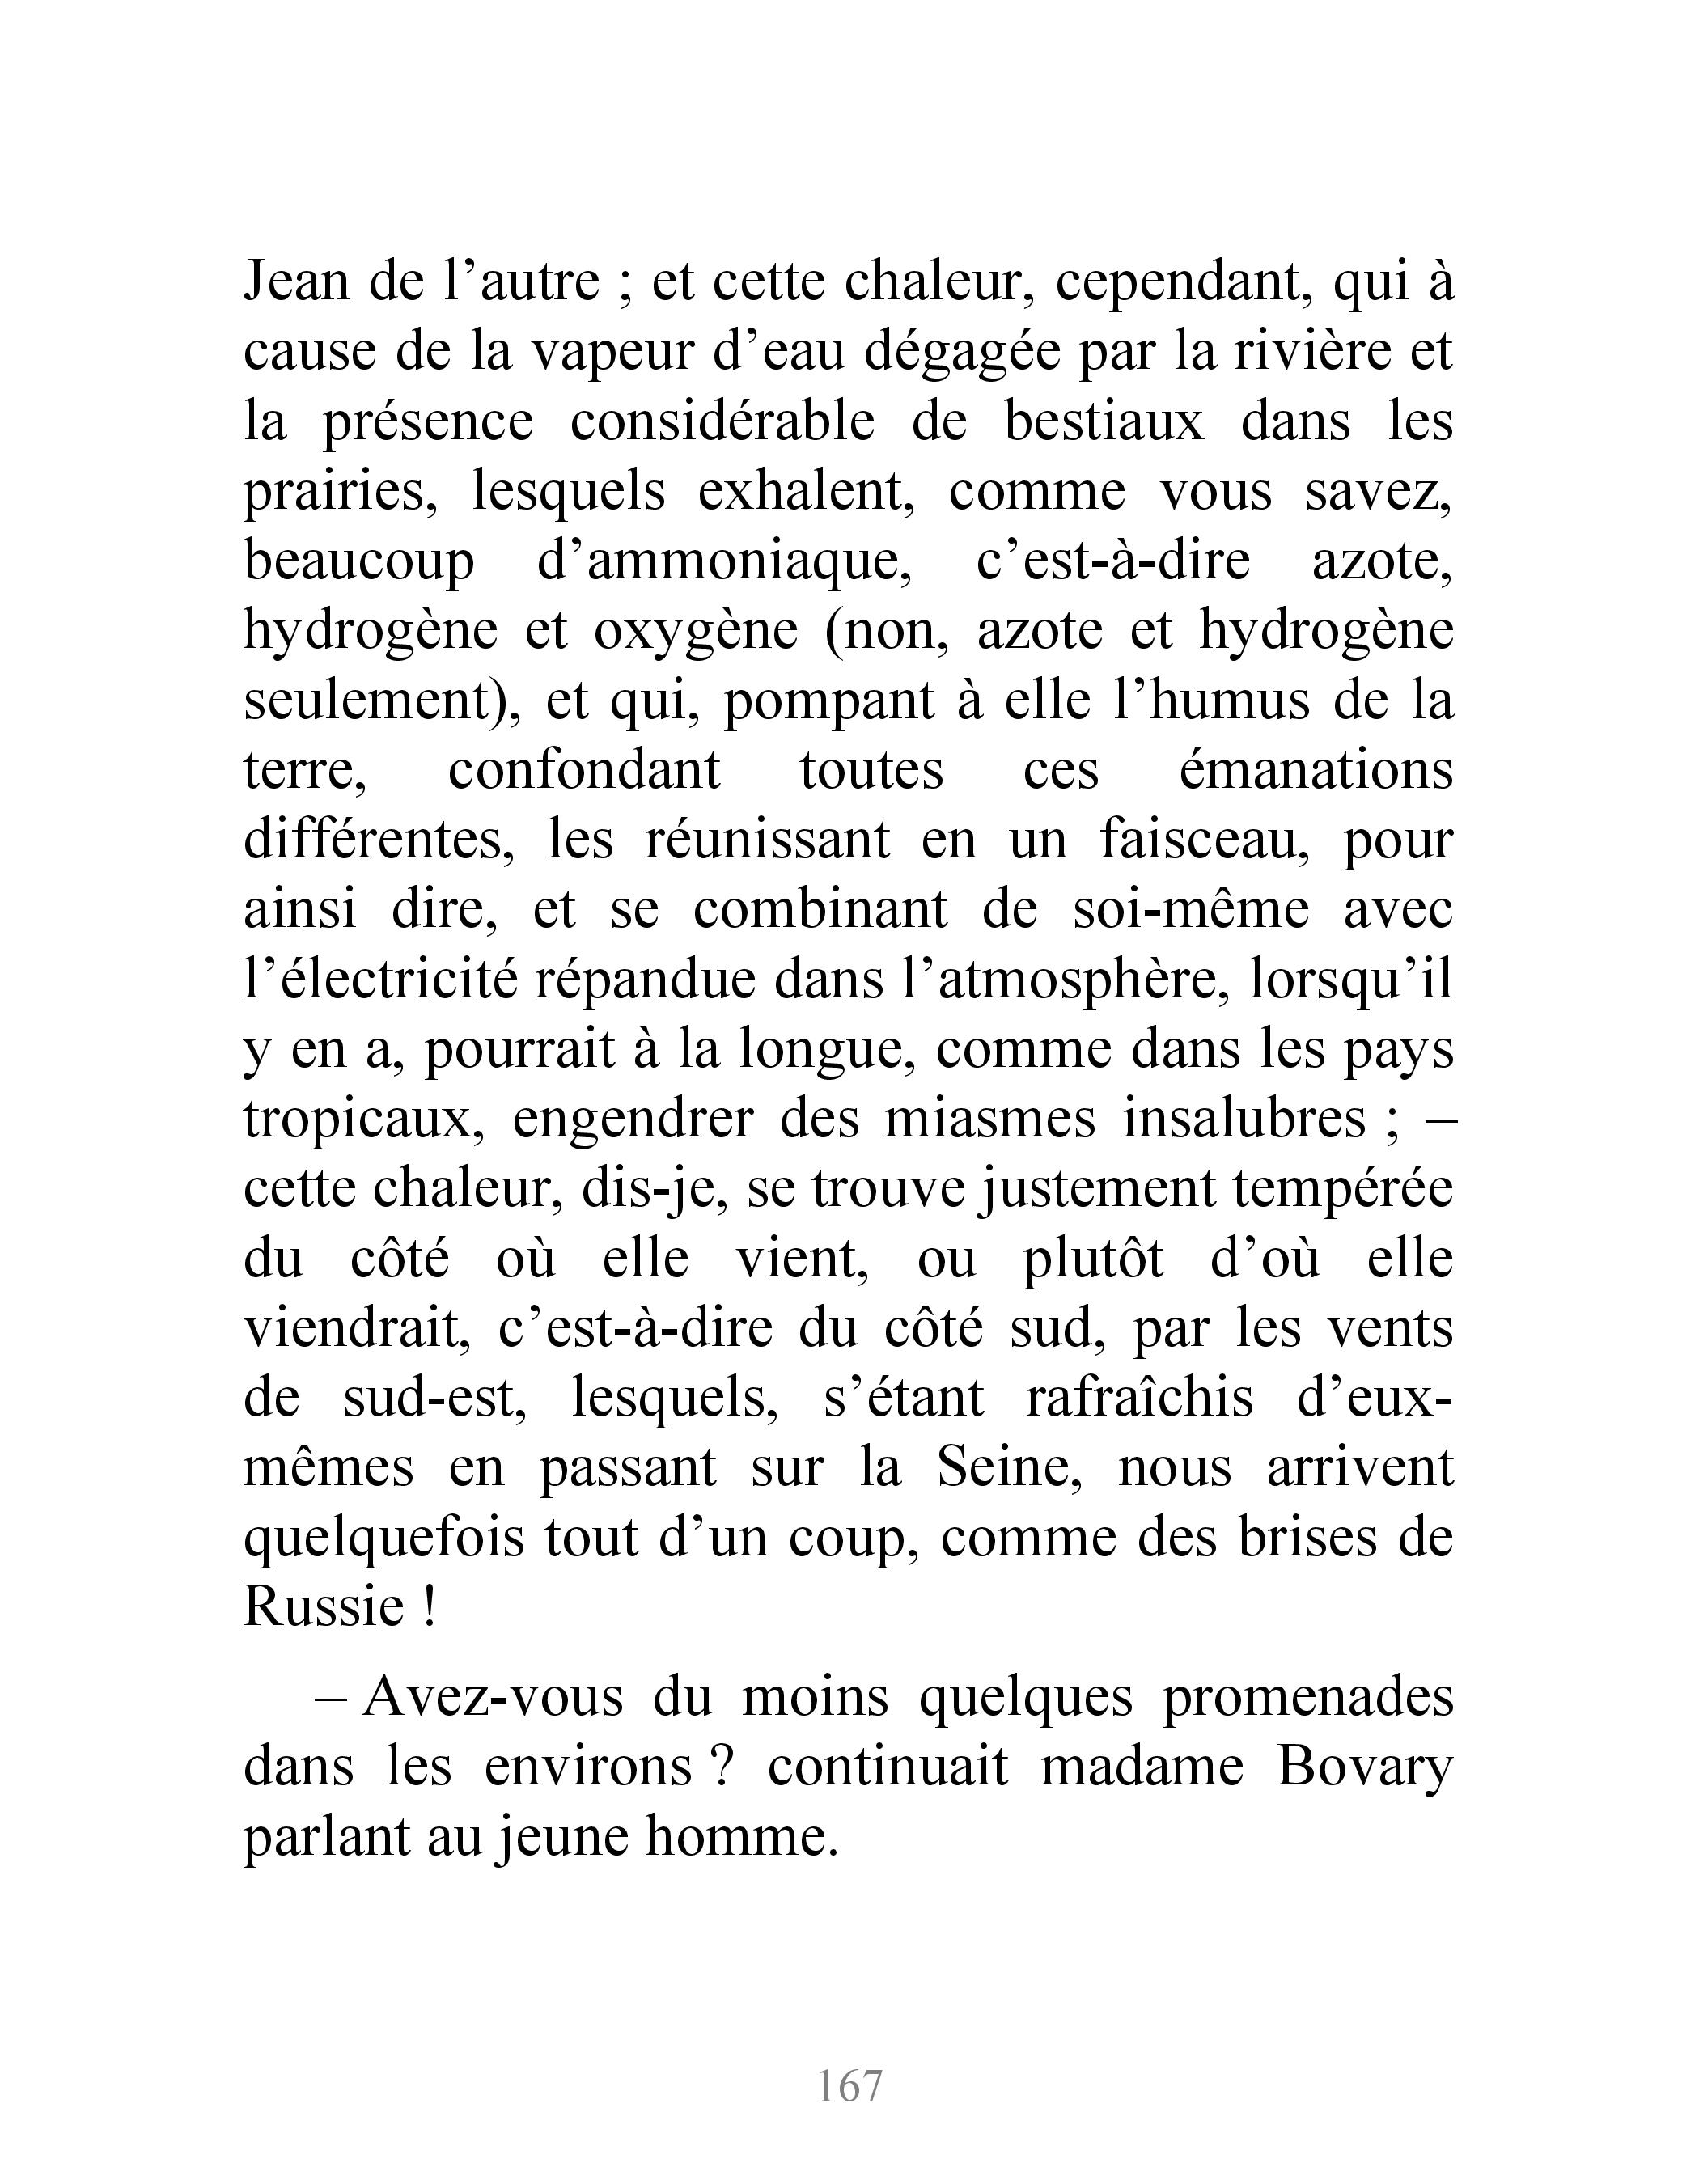 Jean de l’autre ; et cette chaleur, cependant, qui à
cause de la vapeur d’eau dégagée par la rivière et
la présence considérable de bestiaux dans les
prairies, lesquels exhalent, comme vous savez,
beaucoup d’ammoniaque, c’est-à-dire azote,
hydrogène et oxygène (non, azote et hydrogène
seulement), et qui, pompant à elle l’humus de la
terre, confondant toutes ces émanations
différentes, les réunissant en un faisceau, pour
ainsi dire, et se combinant de soi-même avec
l’électricité répandue dans l’atmosphère, lorsqu’il
y en a, pourrait à la longue, comme dans les pays
tropicaux, engendrer des miasmes insalubres ; –
cette chaleur, dis-je, se trouve justement tempérée
du côté où elle vient, ou plutôt d’où elle
viendrait, c’est-à-dire du côté sud, par les vents
de sud-est, lesquels, s’étant rafraîchis d’eux-
mêmes en passant sur la Seine, nous arrivent
quelquefois tout d’un coup, comme des brises de
Russie !
– Avez-vous du moins quelques promenades
dans les environs ? continuait madame Bovary
parlant au jeune homme.
167